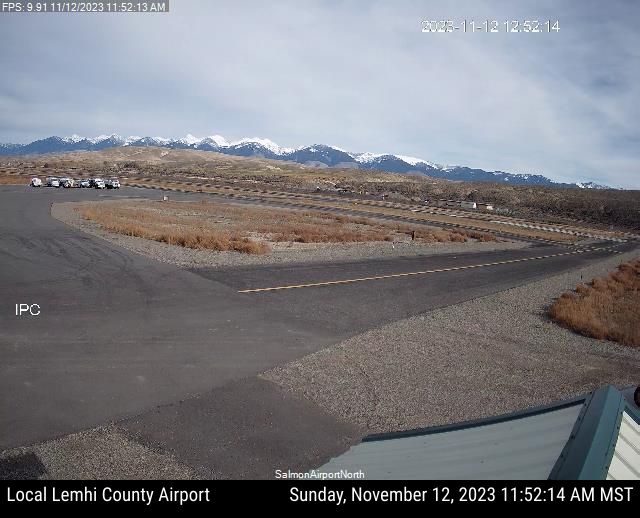 FPS: 9.91 11/12/2023 11:52:13 AM
2023-11-12 12:52:14
IPC
SalmonAirportNorth
Local Lemhi County Airport Sunday, November 12, 2023 11:52:14 AM MST